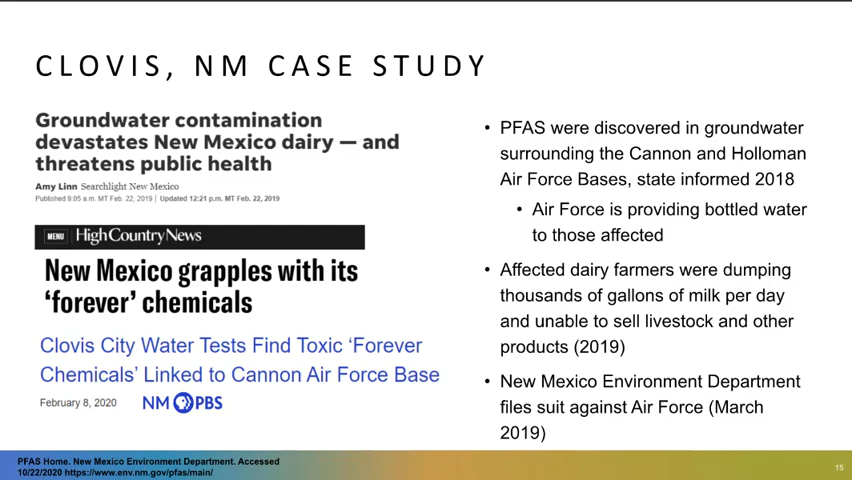 CLOVIS, NM CASE STUDY
Groundwater contamination
devastates New Mexico dairy — and
threatens public health
Amy Linn Searchlight New Mexico
Published 9:05 a.m. MT Feb. 22, 2019 | Updated 12:21 p.m. MT Feb. 22, 2019
MENU High Country News
New Mexico grapples with its
‘forever’ chemicals
Clovis City Water Tests Find Toxic ‘Forever
Chemicals’ Linked to Cannon Air Force Base
February 8, 2020 NM PBS
• PFAS were discovered in groundwater
surrounding the Cannon and Holloman
Air Force Bases, state informed 2018
• Air Force is providing bottled water
to those affected
• Affected dairy farmers were dumping
thousands of gallons of milk per day
and unable to sell livestock and other
products (2019)
• New Mexico Environment Department
files suit against Air Force (March
2019)
PFAS Home. New Mexico Environment Department. Accessed
10/22/2020 https://www.env.nm.gov/pfas/main/
15